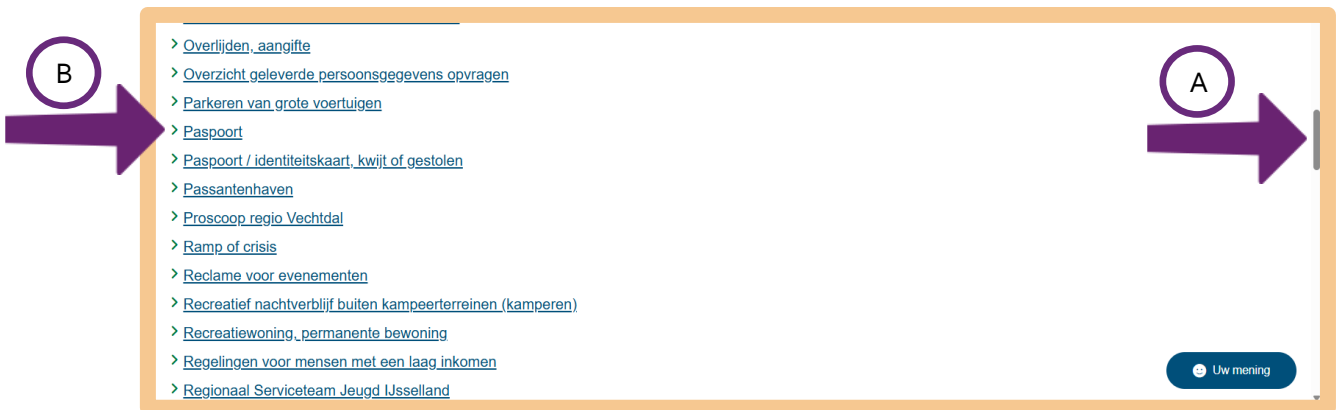 Overlijden, aangifte
Overzicht geleverde persoonsgegevens opvragen
B
A
Parkeren van grote voertuigen
Paspoort
Paspoort / identiteitskaart, kwijt of gestolen
Passantenhaven
Proscoop regio Vechtdal
Ramp of crisis
Reclame voor evenementen
Recreatief nachtverblijf buiten kampeerterreinen (kamperen)
Recreatiewoning, permanente bewoning
Regelingen voor mensen met een laag inkomen
Uw mening
Regionaal Serviceteam Jeugd IJsselland